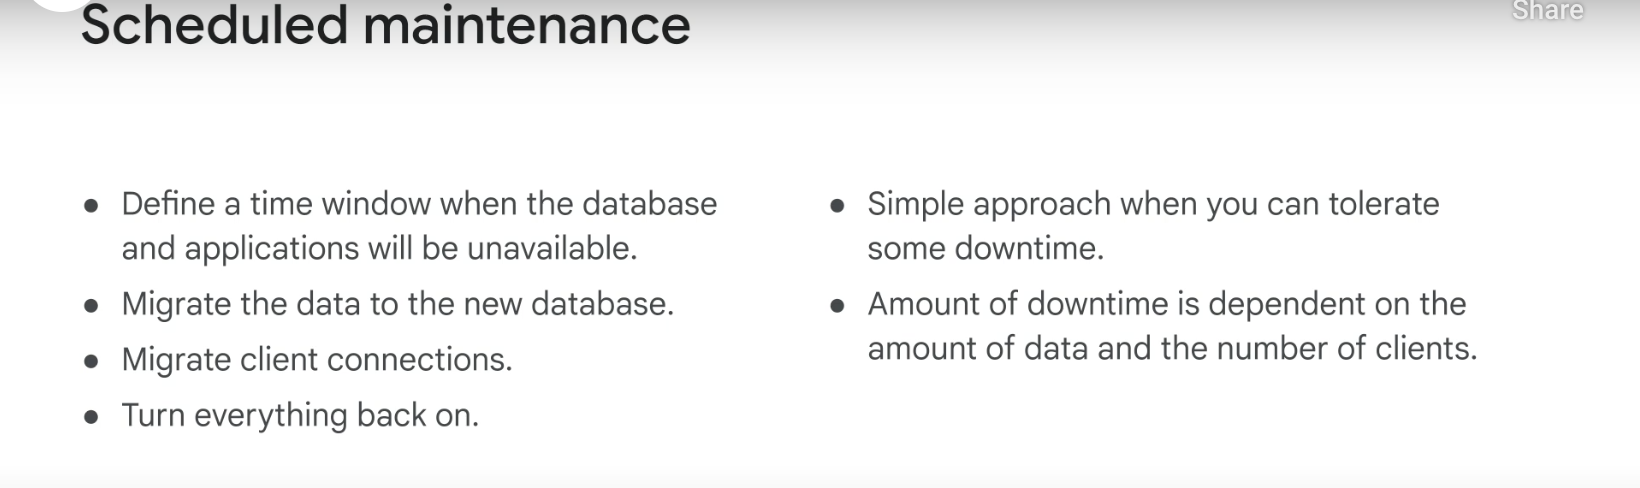 Scheduled maintenance
Share
● Define a time window when the database
and applications will be unavailable.
● Migrate the data to the new database.
● Migrate client connections.
● Turn everything back on.
● Simple approach when you can tolerate
some downtime.
● Amount of downtime is dependent on the
amount of data and the number of clients.